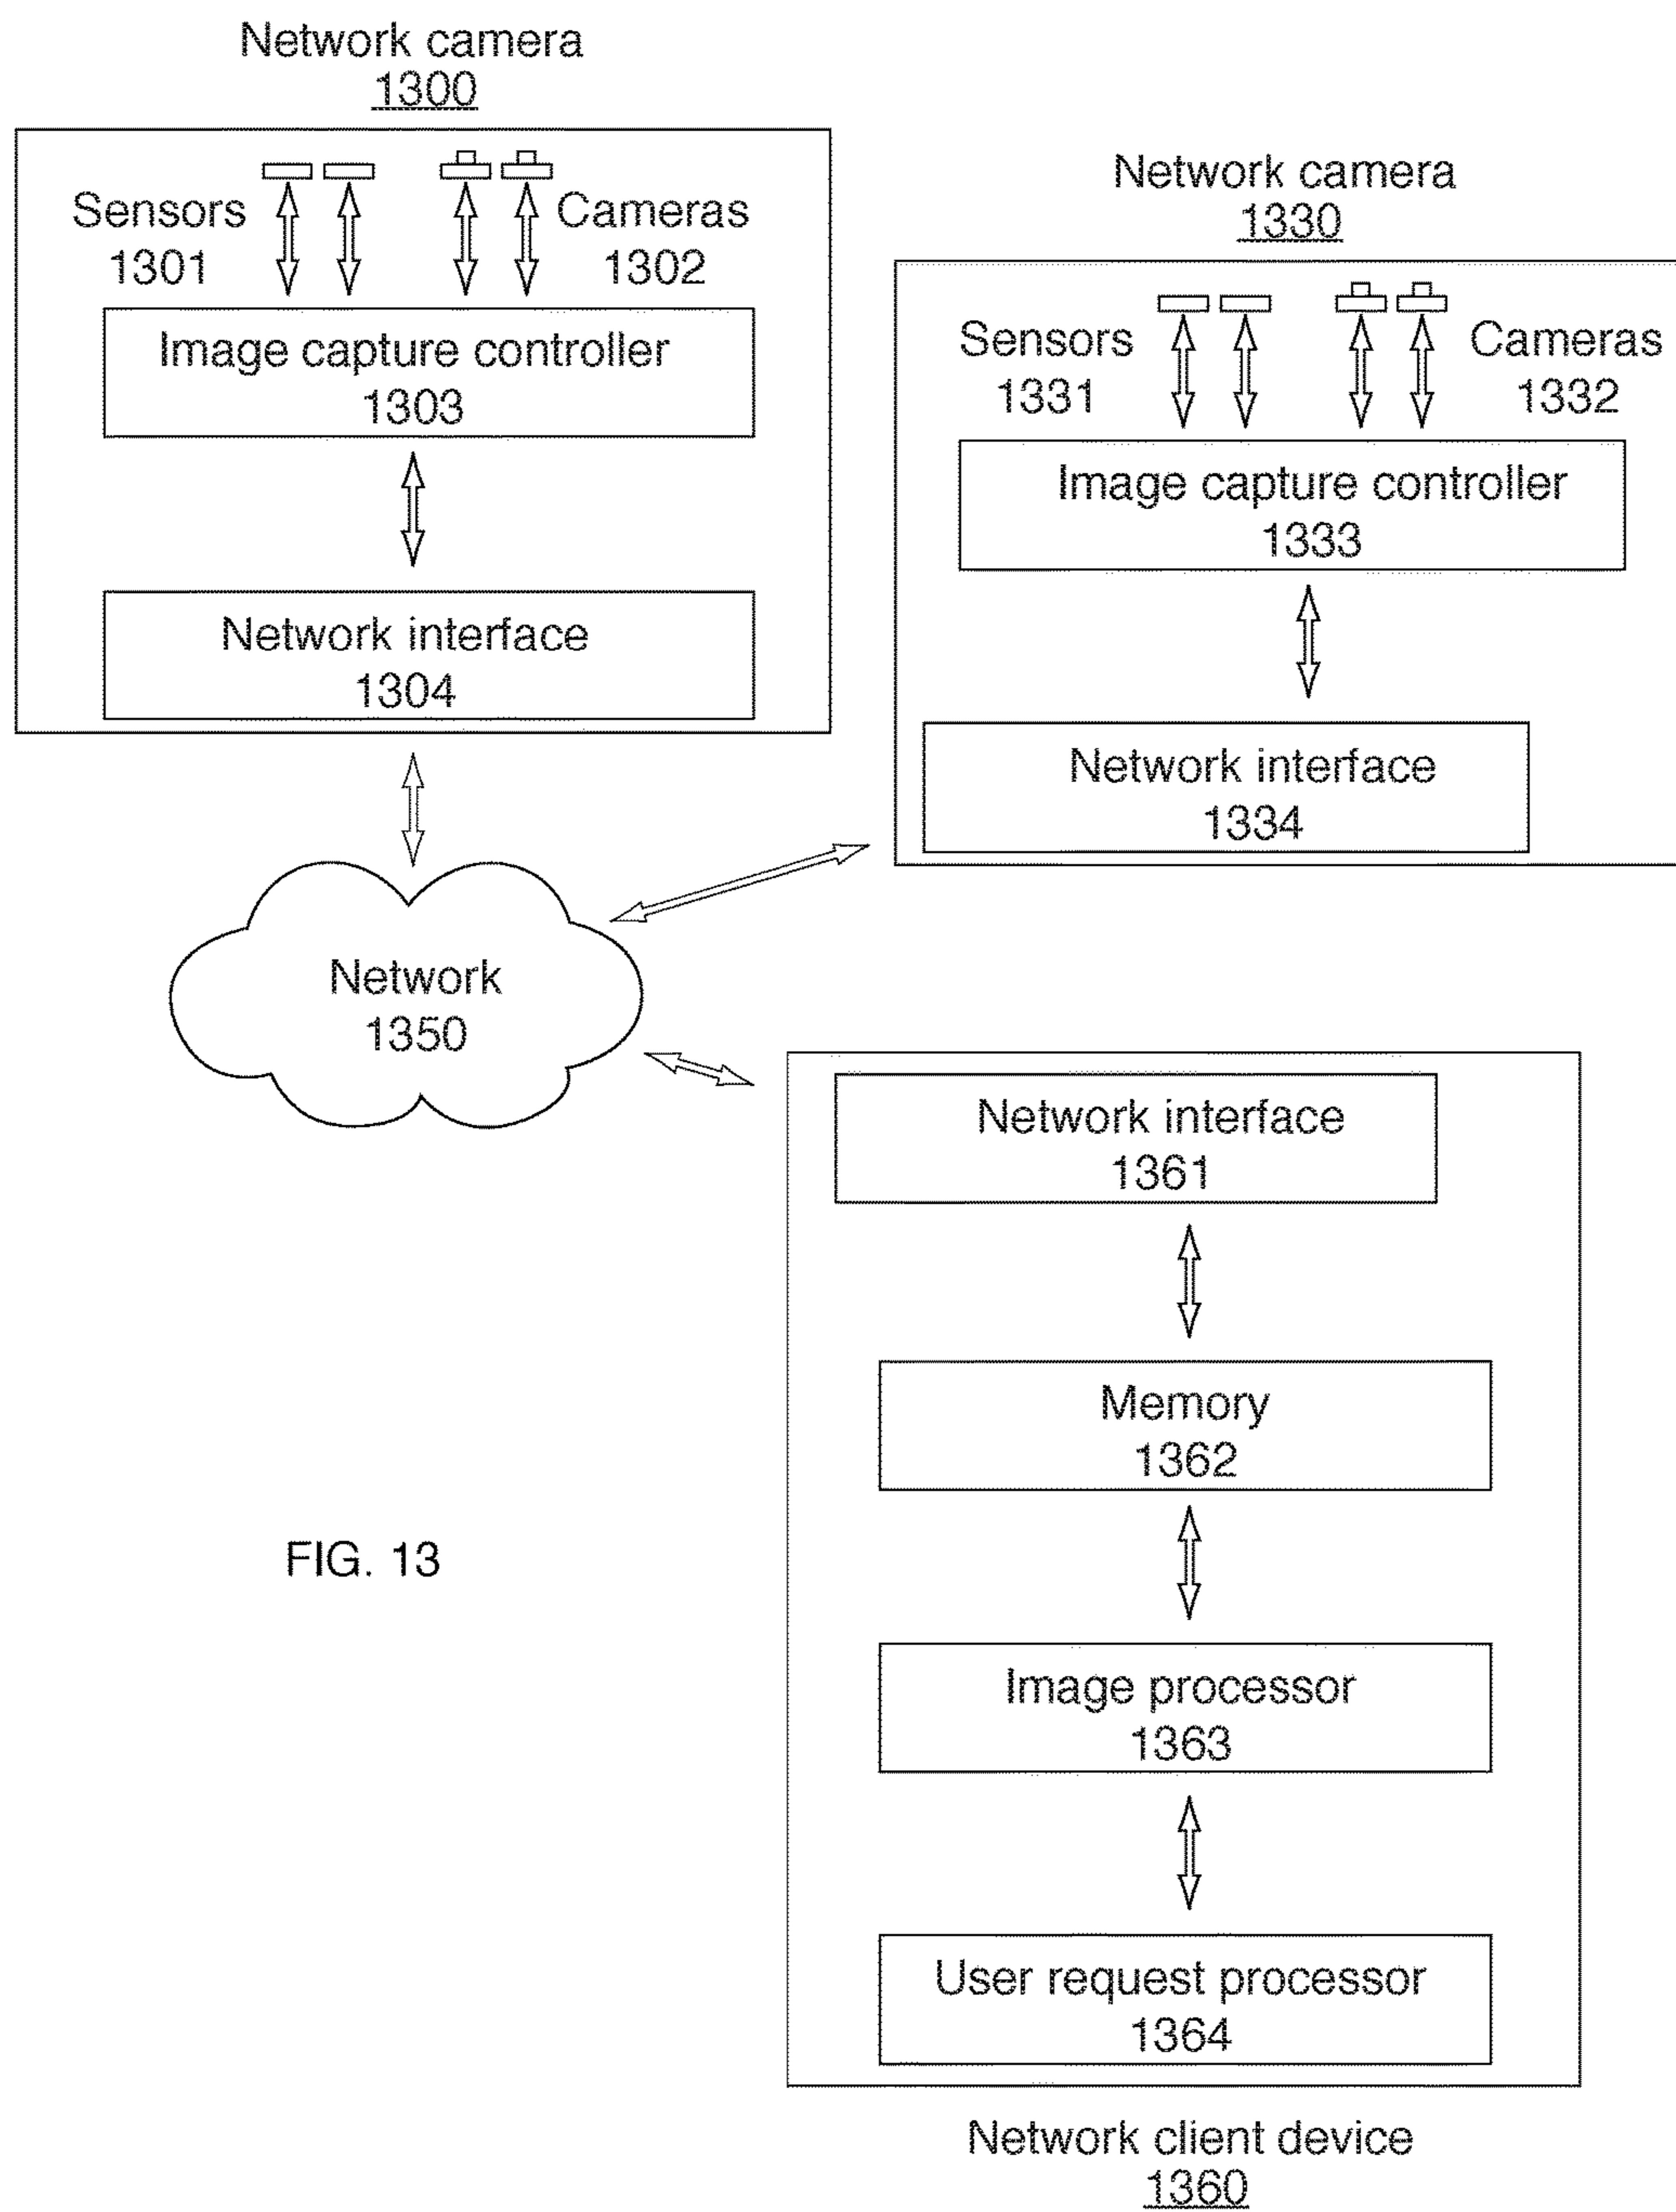 Network camera
1300
Sensors
1301
Cameras
1302
Image capture controller
1303
Network interface
1304
Network camera
1330
Sensors
1331
Cameras
1332
Image capture controller
1333
Network interface
1334
Network
1350
Network interface
1361
Memory
1362
Image processor
1363
User request processor
1364
Network client device
1360
FIG. 13